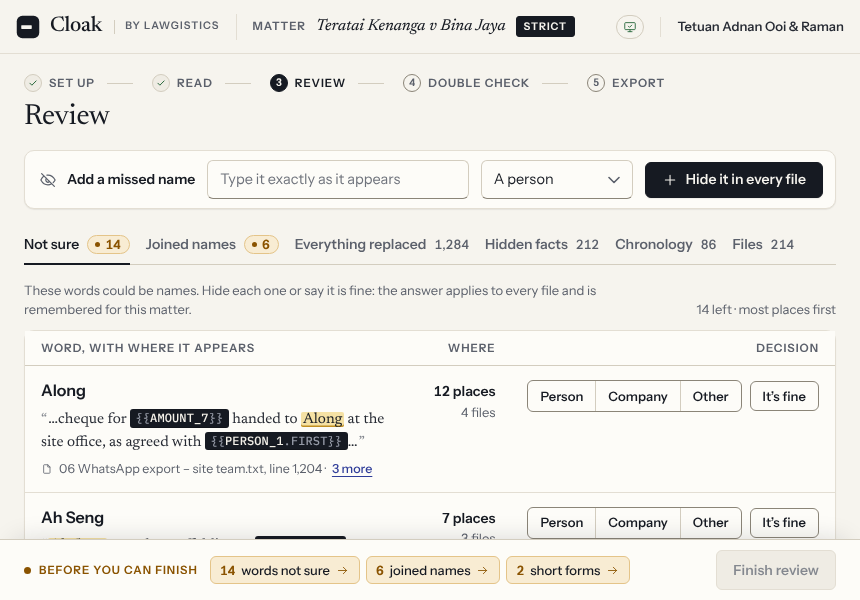 Cloak BY LAWGISTICS MATTER Teratai Kenanga v Bina Jaya STRICT Tetuan Adnan Ooi & Raman
SET UP READ 3 REVIEW 4 DOUBLE CHECK 5 EXPORT
Review
Add a missed name Type it exactly as it appears A person Hide it in every file
Not sure 14 Joined names 6 Everything replaced 1,284 Hidden facts 212 Chronology 86 Files 214
These words could be names. Hide each one or say it is fine: the answer applies to every file and is
remembered for this matter. 14 left · most places first
WORD, WITH WHERE IT APPEARS WHERE DECISION
Along 12 places Person Company Other It's fine
“…cheque for {{AMOUNT_7}} handed to Along at the 4 files
site office, as agreed with {{PERSON_1.FIRST}}…”
06 WhatsApp export – site team.txt, line 1,204 · 3 more
Ah Seng 7 places Person Company Other It's fine
BEFORE YOU CAN FINISH 14 words not sure → 6 joined names → 2 short forms → Finish review